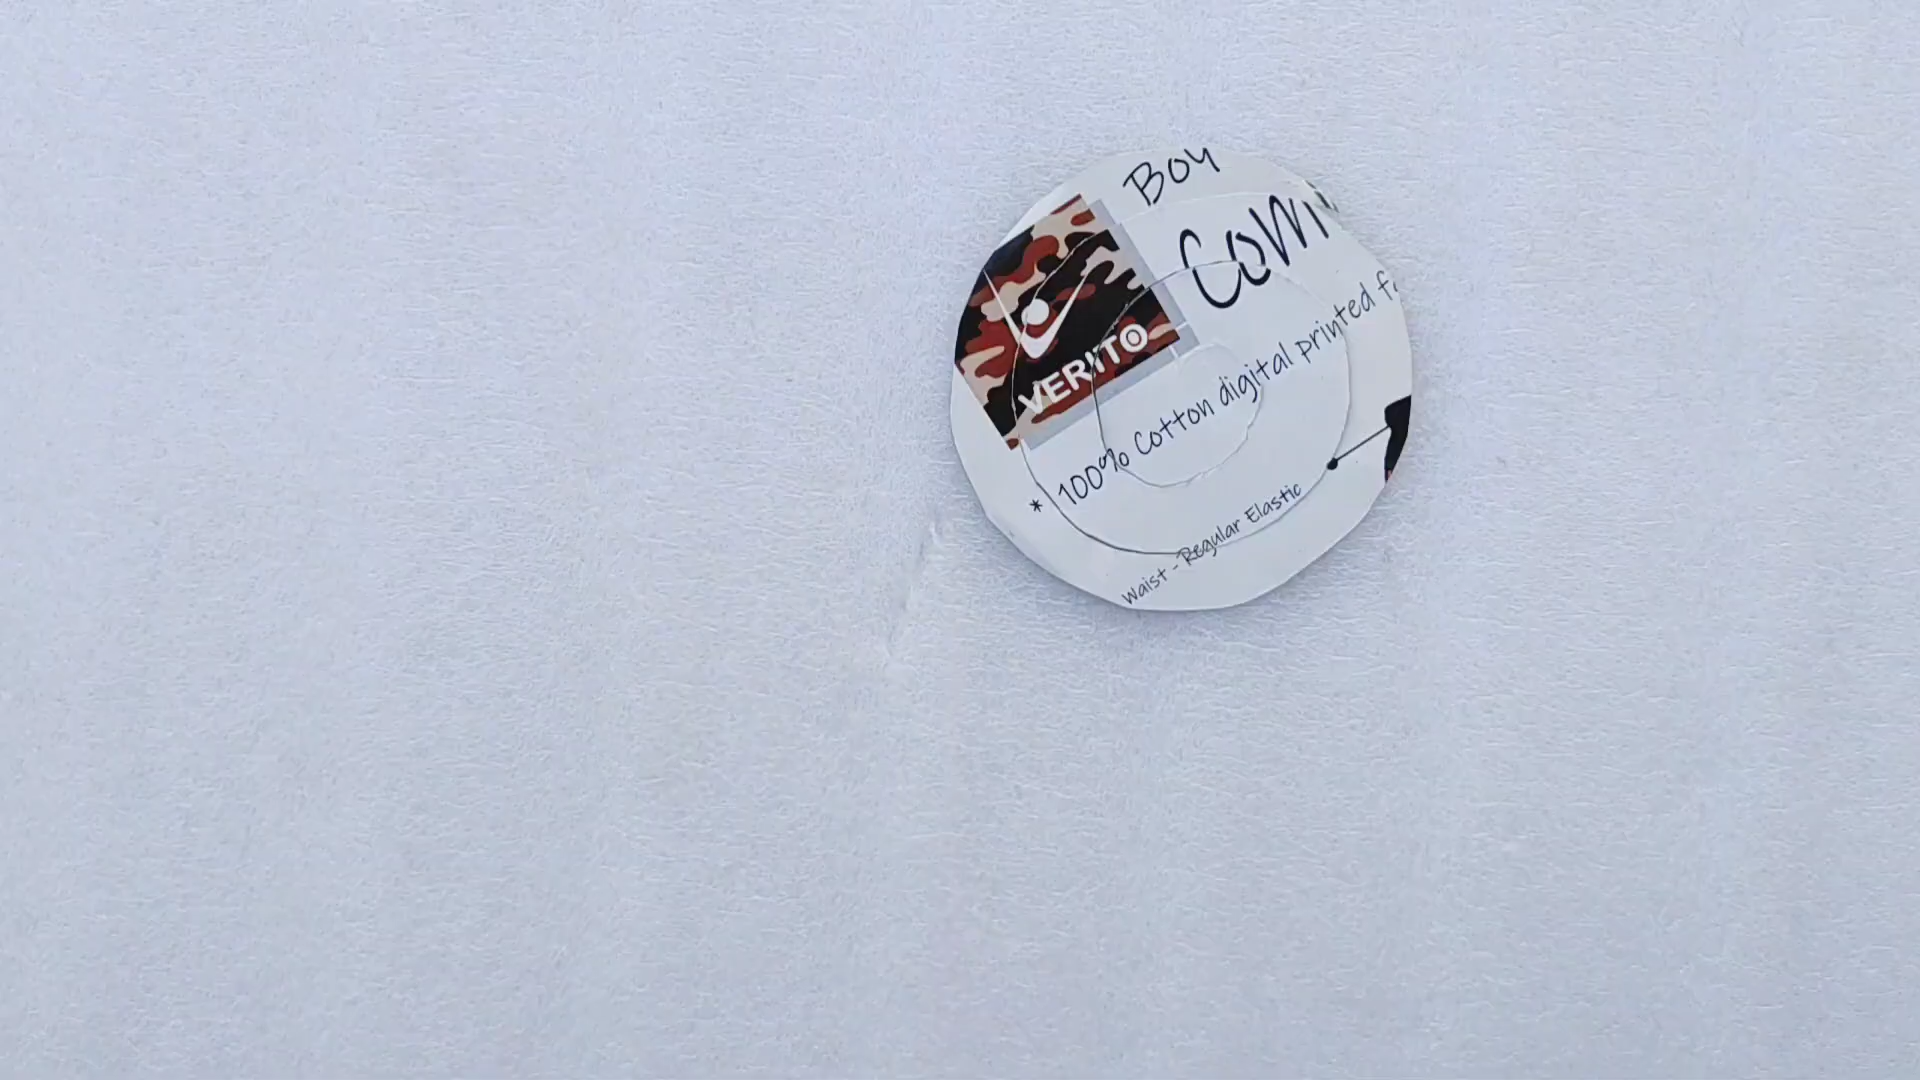 Boy
VERITO
* 100% Cotton digital printed
Waist - Regular Elastic